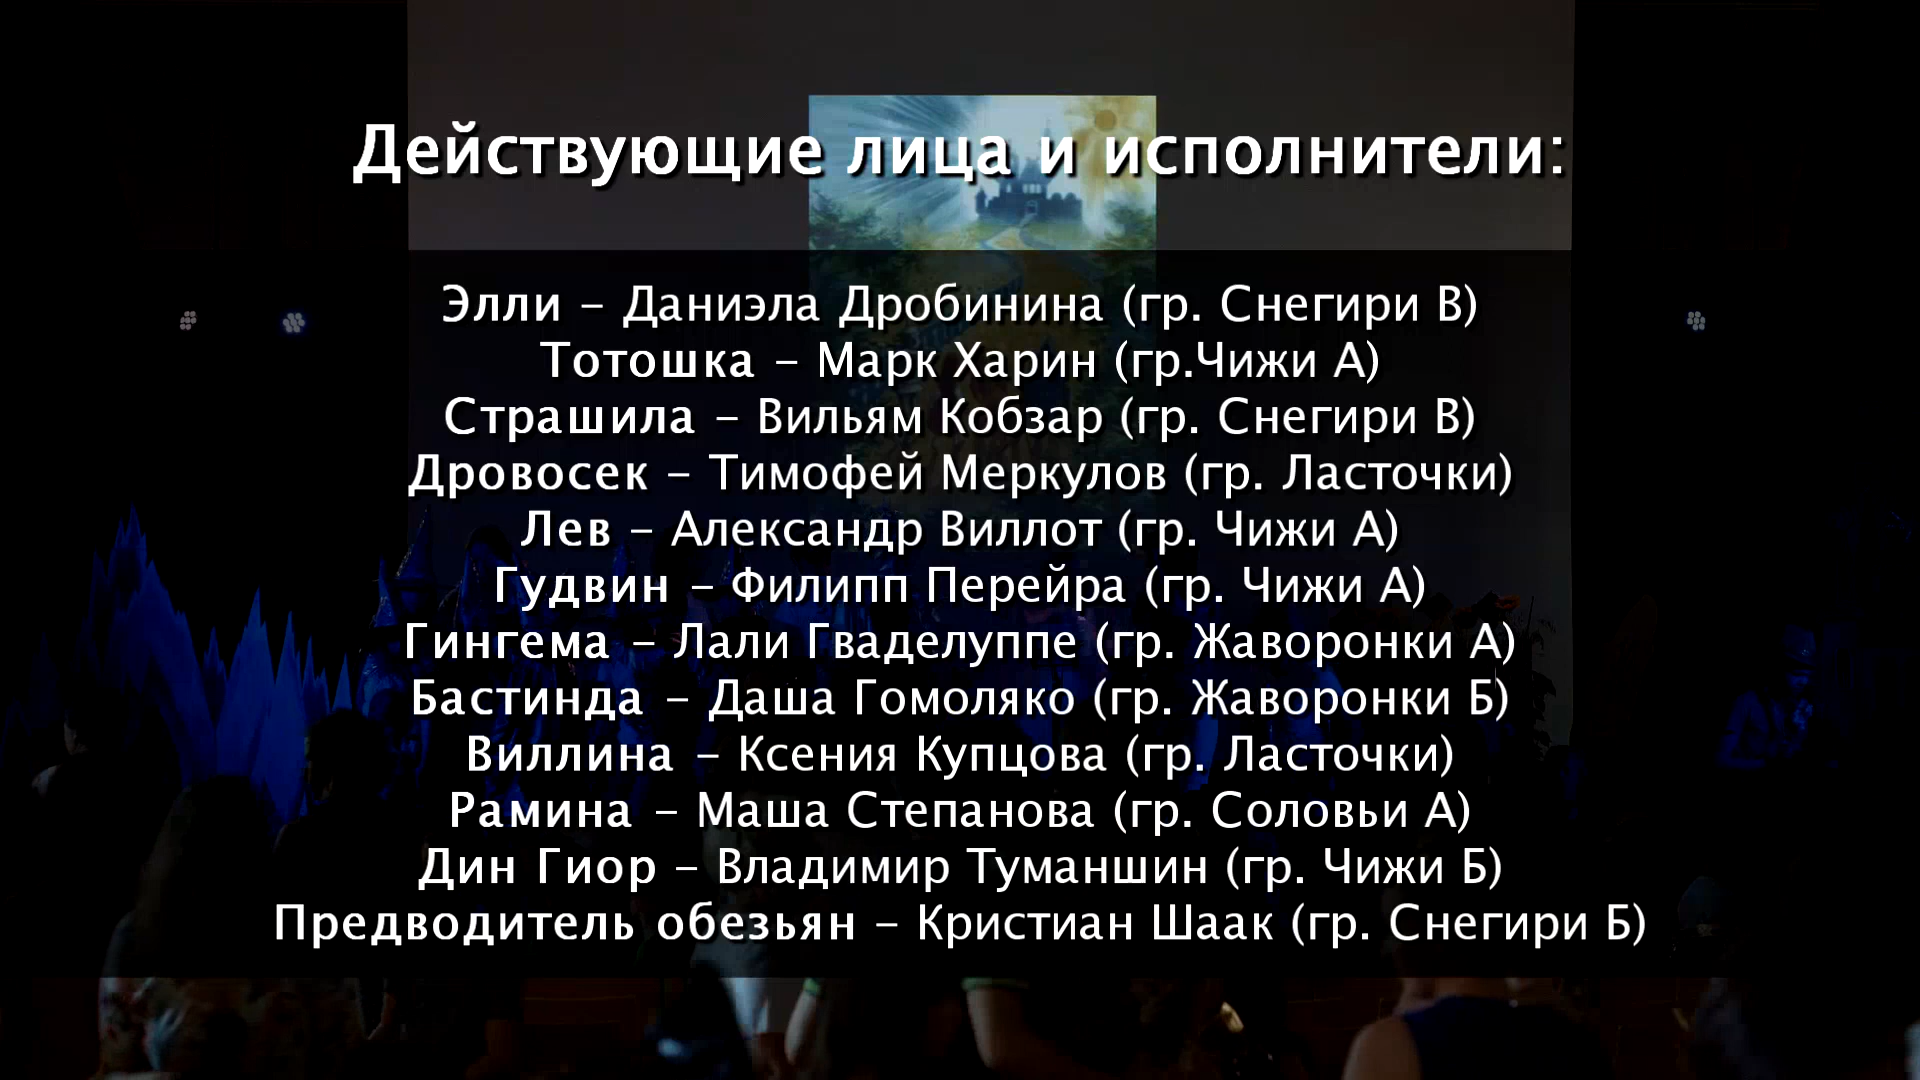 Действующие лица и исполнители:
Элли – Даниэла Дробинина (гр. Снегири В)
Тотошка – Марк Харин (гр.Чижи А)
Страшила – Вильям Кобзар (гр. Снегири В)
Дровосек – Тимофей Меркулов (гр. Ласточки)
Лев – Александр Виллот (гр. Чижи А)
Гудвин – Филипп Перейра (гр. Чижи А)
Гингема – Лали Гваделуппе (гр. Жаворонки А)
Бастинда – Даша Гомоляко (гр. Жаворонки Б)
Виллина – Ксения Купцова (гр. Ласточки)
Рамина – Маша Степанова (гр. Соловьи А)
Дин Гиор – Владимир Туманшин (гр. Чижи Б)
Предводитель обезьян – Кристиан Шаак (гр. Снегири Б)